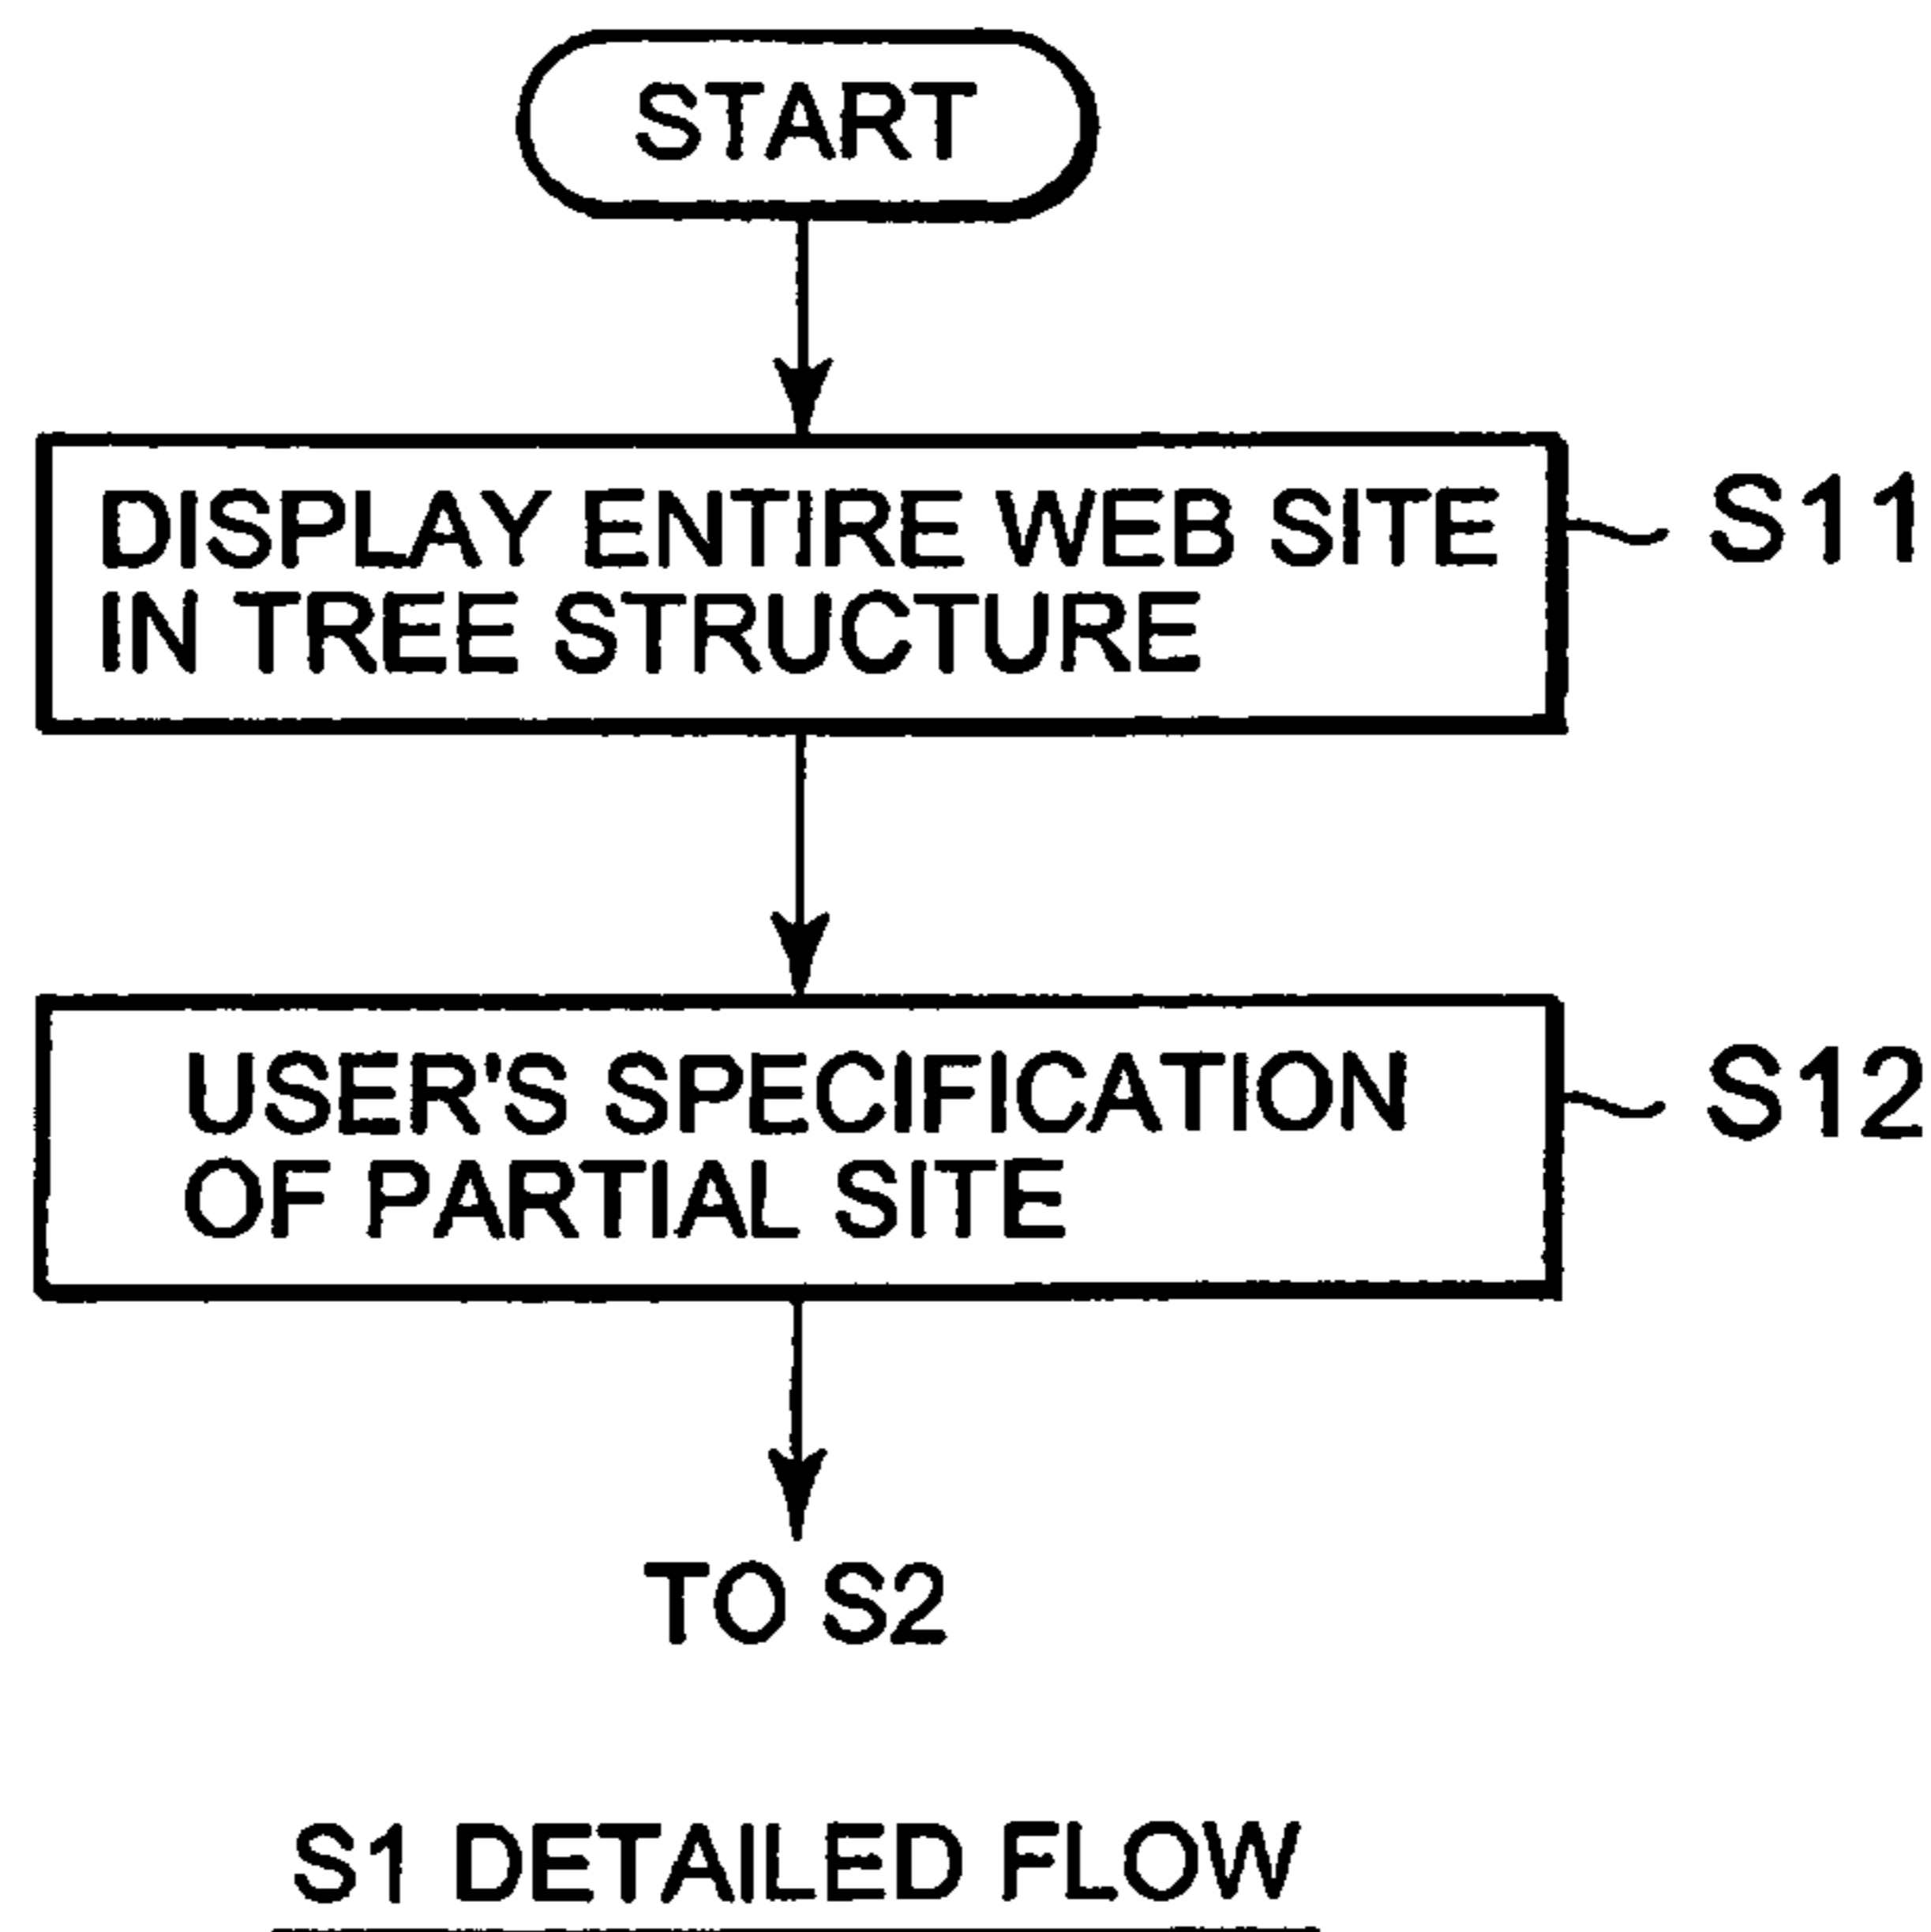 START
DISPLAY ENTIRE WEB SITE
IN TREE STRUCTURE
S11
USER'S SPECIFICATION
OF PARTIAL SITE
S12
TO S2
S1 DETAILED FLOW